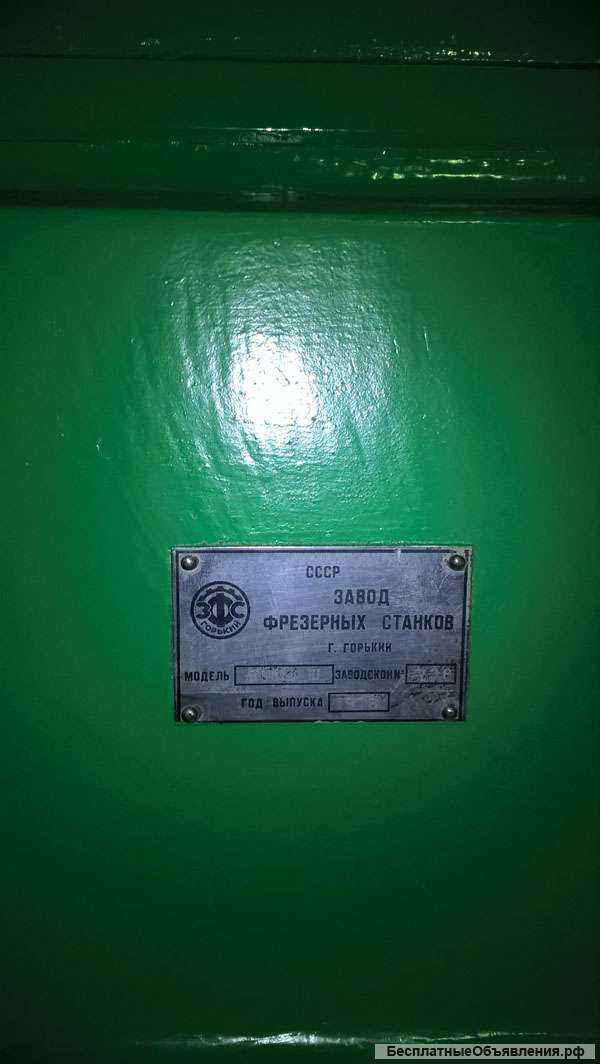 СССР
ЗАВОД
ЗФС
ГОРЬКИЙ
ФРЕЗЕРНЫХ СТАНКОВ
Г. ГОРЬКИЙ
МОДЕЛЬ ЗАВОДСКОЙ №
ГОД ВЫПУСКА
БесплатныеОбъявления.рф